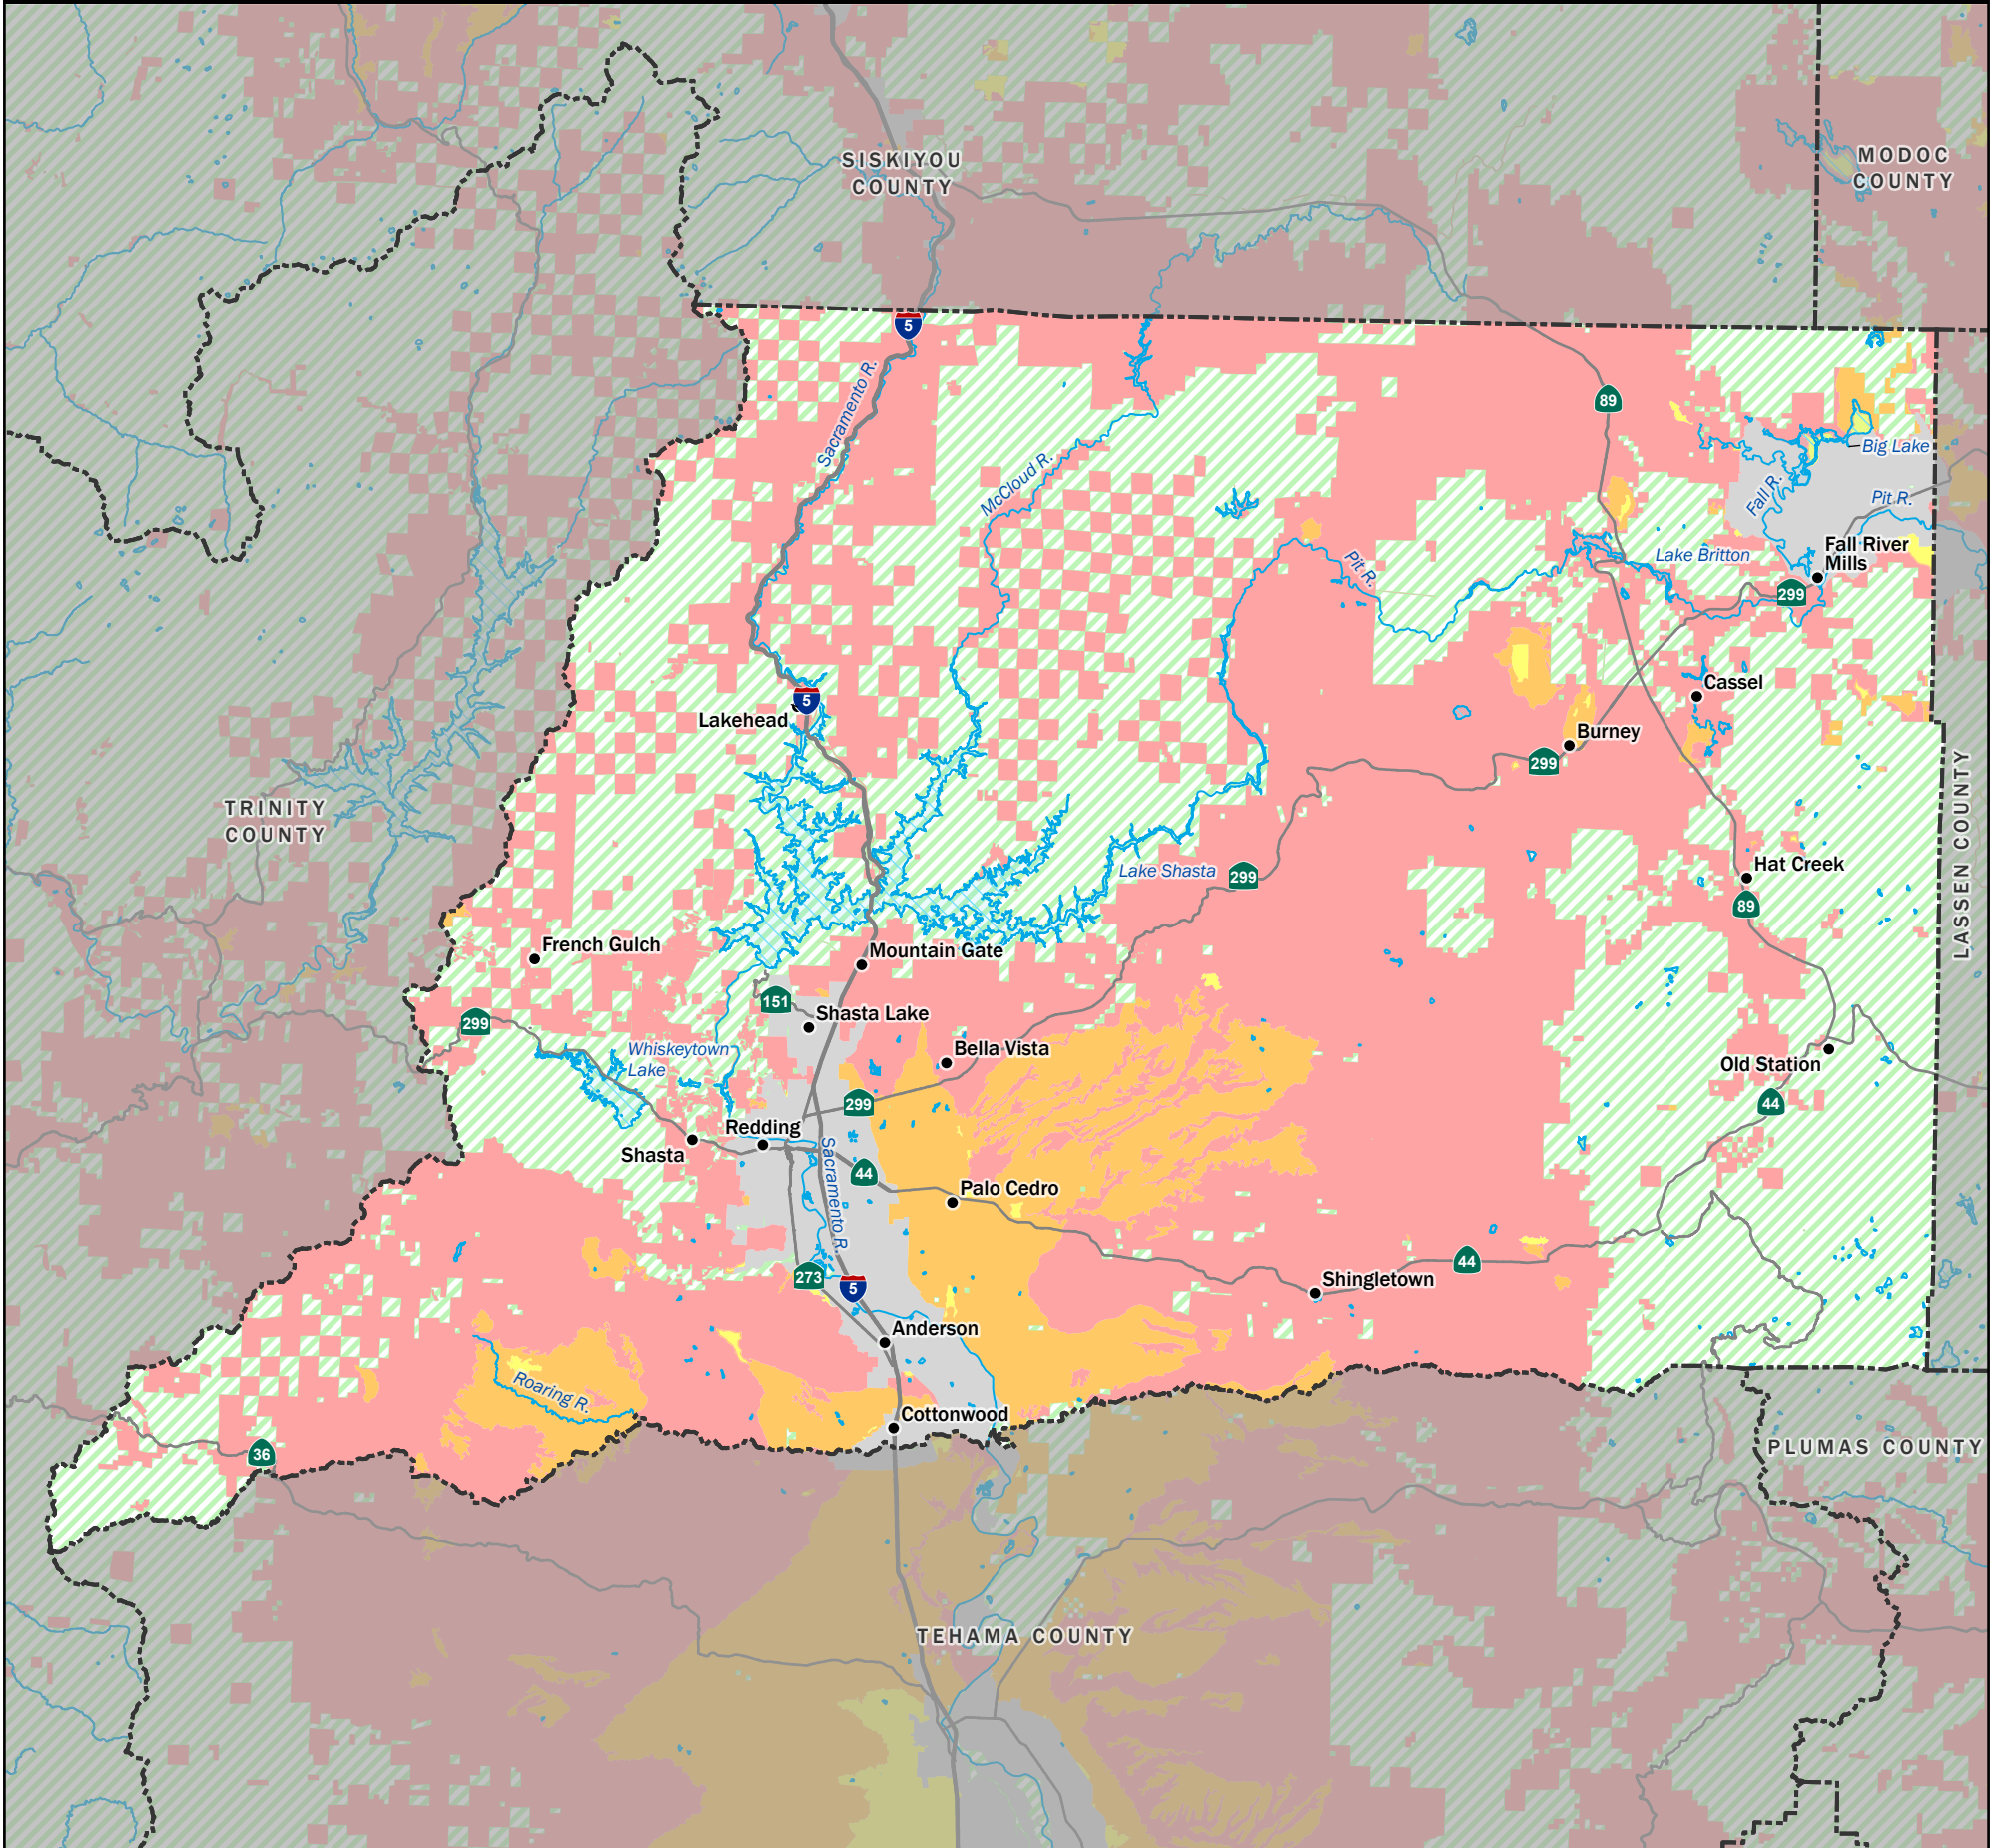 SISKIYOU
COUNTY
MODOC
COUNTY
5
Sacramento R.
89
McCloud R.
Big Lake
Fall R.
Pit R.
Fall River
Mills
Lake Britton
Pit R.
299
Cassel
5
Lakehead
Burney
299
TRINITY
COUNTY
LASSEN COUNTY
Lake Shasta
299
Hat Creek
89
French Gulch
Mountain Gate
151
Shasta Lake
299
Whiskeytown
Lake
Bella Vista
Old Station
44
299
Redding
Shasta
Sacramento R.
44
Palo Cedro
273
5
44
Shingletown
Anderson
Roaring R.
Cottonwood
36
PLUMAS COUNTY
TEHAMA COUNTY